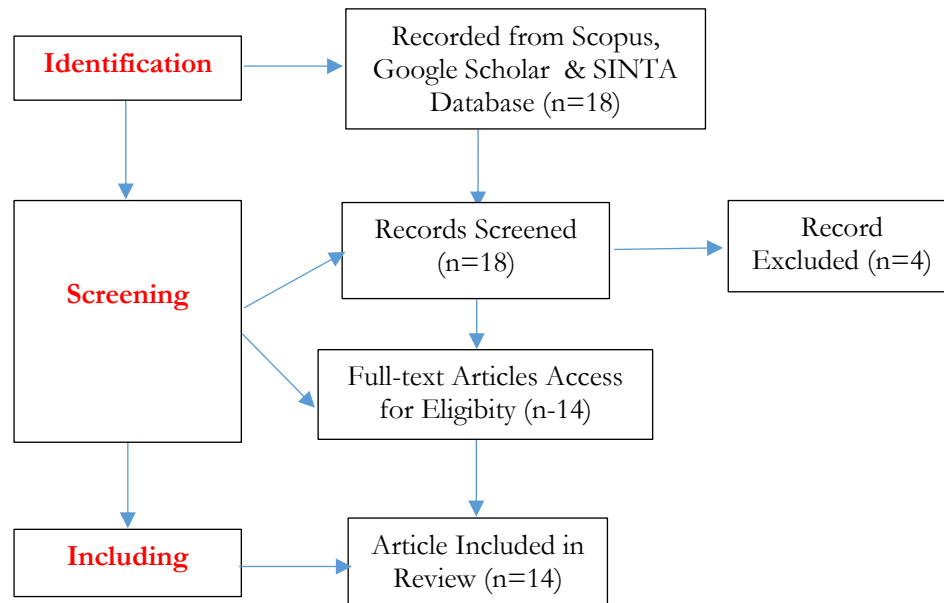 Identification
Recorded from Scopus,
Google Scholar & SINTA
Database (n=18)
Screening
Records Screened
(n=18)
Record
Excluded (n=4)
Full-text Articles Access
for Eligibity (n-14)
Including
Article Included in
Review (n=14)